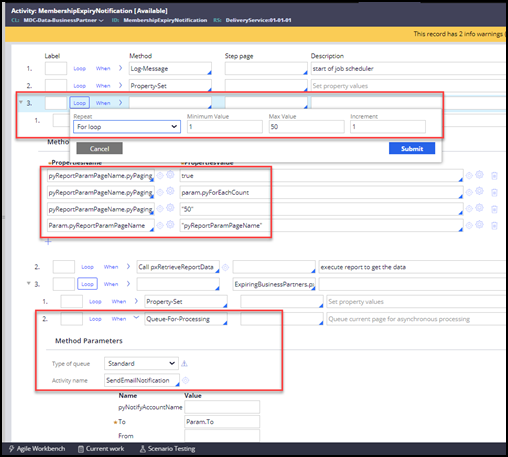 Activity: MembershipExpiryNotification [Available]
CL: MDC-Data-BusinessPartner ID: MembershipExpiryNotification RS: DeliveryService:01-01-01
This record has 2 info warnings (
Label Method Step page Description
1. Loop When Log-Message start of job scheduler
2. Loop When Property-Set Set property values
3. Loop When
1.
Repeat Minimum Value Max Value Increment
For loop 1 50 1
Cancel Submit
Method
PropertiesName PropertiesValue
pyReportParamPageName.pyPaging true
pyReportParamPageName.pyPaging param.pyForEachCount
pyReportParamPageName.pyPaging "50"
Param.pyReportParamPageName "pyReportParamPageName"
2. Loop When Call pxRetrieveReportData execute report to get the data
3. Loop When ExpiringBusinessPartners.p
1. Loop When Property-Set Set property values
2. Loop When Queue-For-Processing Queue current page for asynchronous processing
Method Parameters
Type of queue Standard
Activity name SendEmailNotification
Name Value
pyNotifyAccountName
To Param.To
From
Agile Workbench Current work Scenario Testing